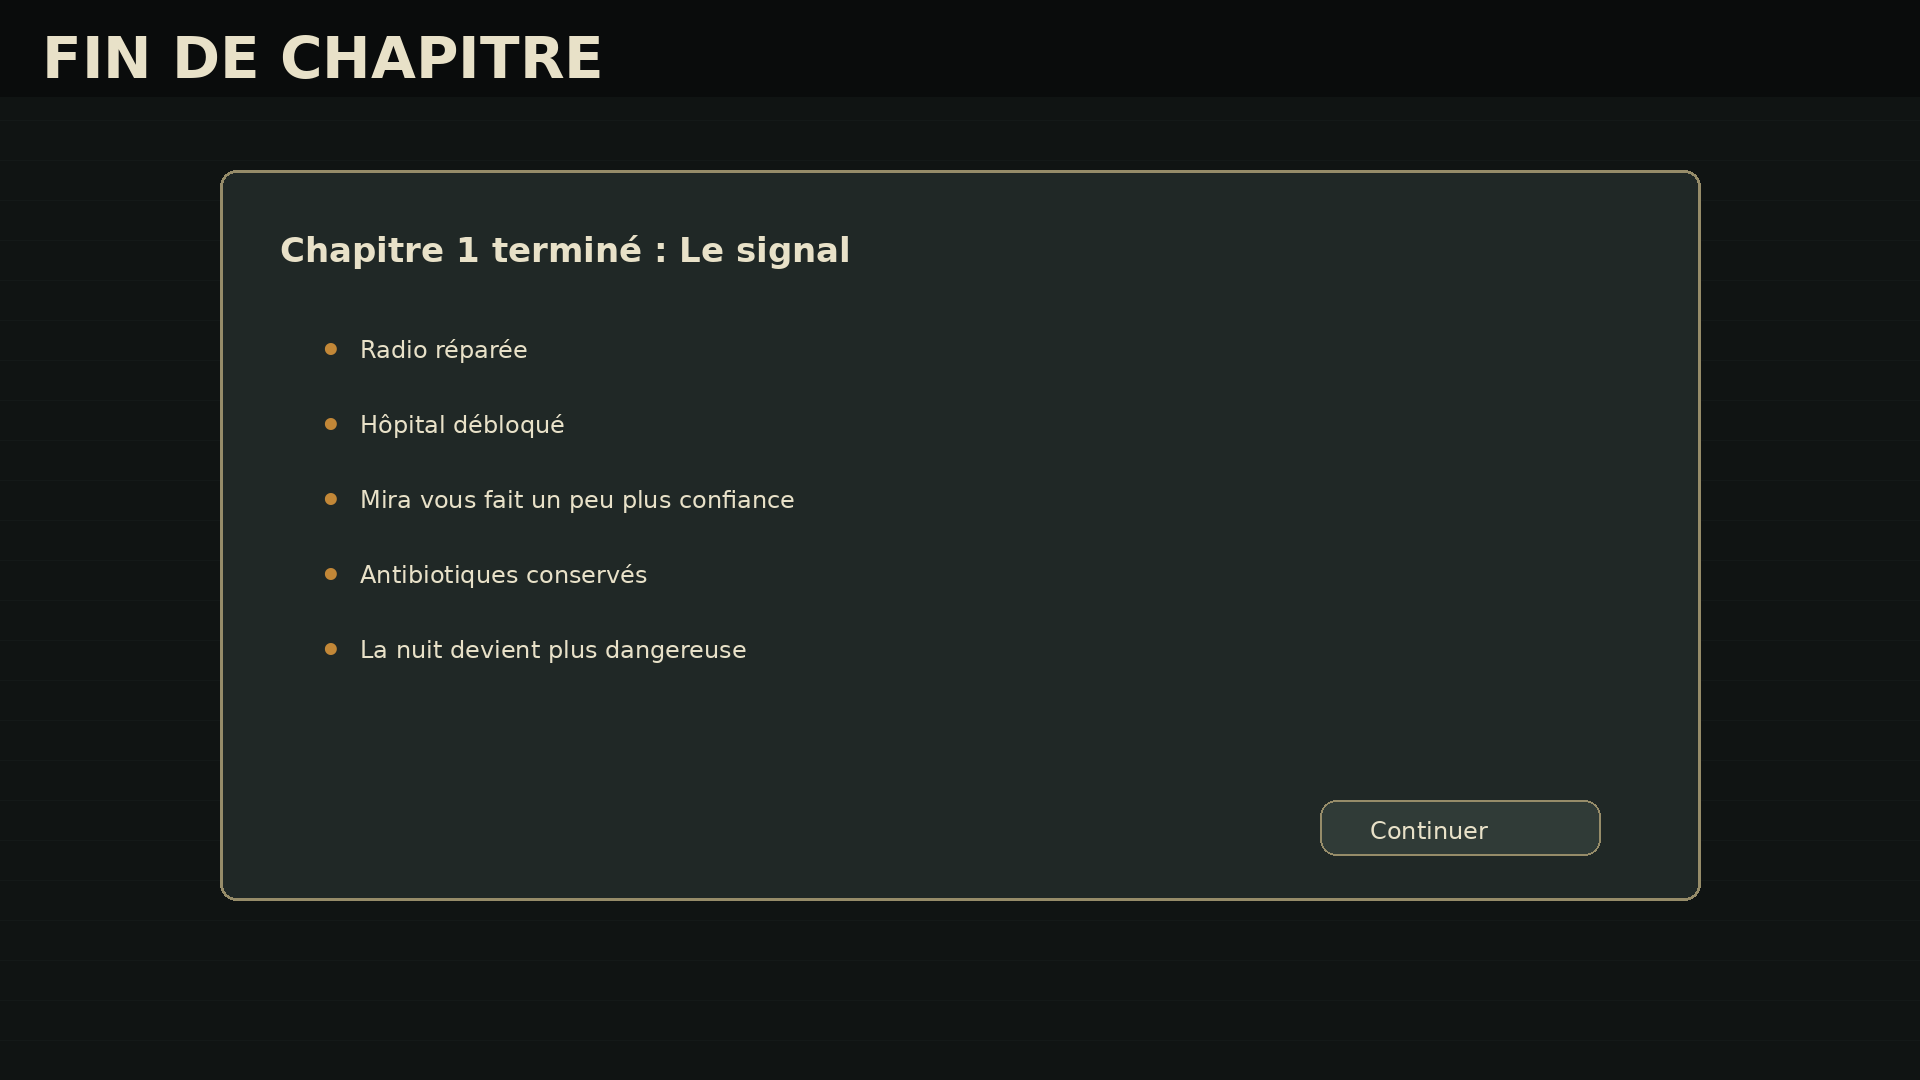 FIN DE CHAPITRE
Chapitre 1 terminé : Le signal
Radio réparée
Hôpital débloqué
Mira vous fait un peu plus confiance
Antibiotiques conservés
La nuit devient plus dangereuse
Continuer